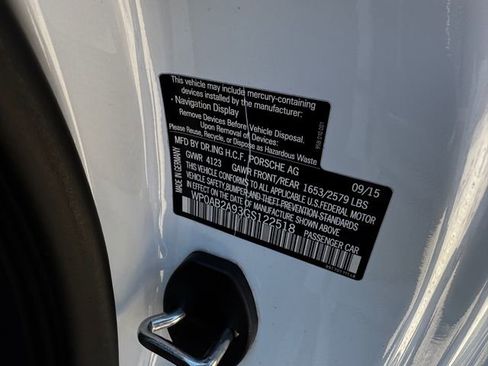 This vehicle may include mercury-containing
devices installed by the manufacturer:
• Navigation Display
Remove Devices Before Vehicle Disposal.
Upon Removal of Devices:
Please Reuse, Recycle, or Dispose as Hazardous Waste
MFD BY DR.ING H.C.F. PORSCHE AG
09/15
GVWR 4123 GAWR FRONT/REAR 1653/2579 LBS
THIS VEHICLE CONFORMS TO ALL APPLICABLE U.S.FEDERAL MOTOR
VEHICLE SAFETY,BUMPER,AND THEFT PREVENTION STANDARDS
IN EFFECT ON THE DATE OF MANUFACTURE SHOWN ABOVE
WP0AB2A93GS122518
PASSENGER CAR
MADE IN GERMANY